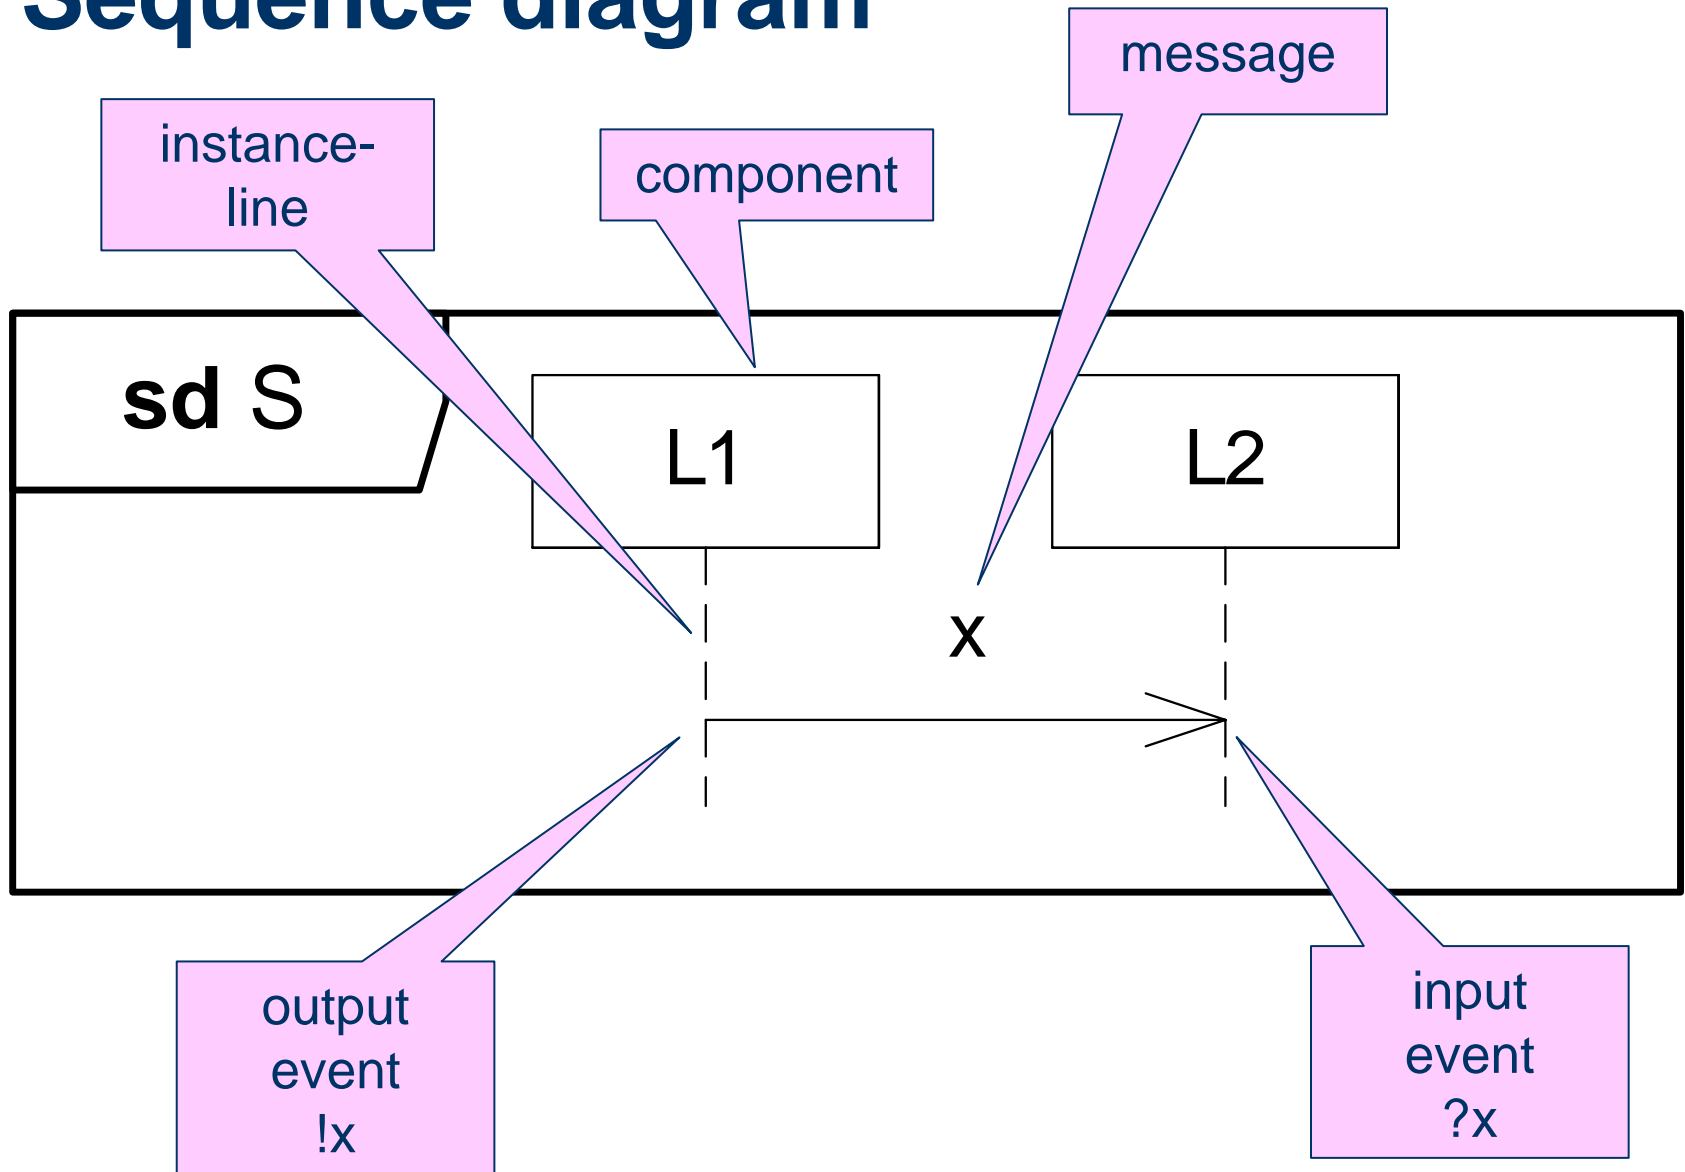 Sequence diagram
message
instance-
line
component
sd S
L1
L2
x
output
event
!x
input
event
?x